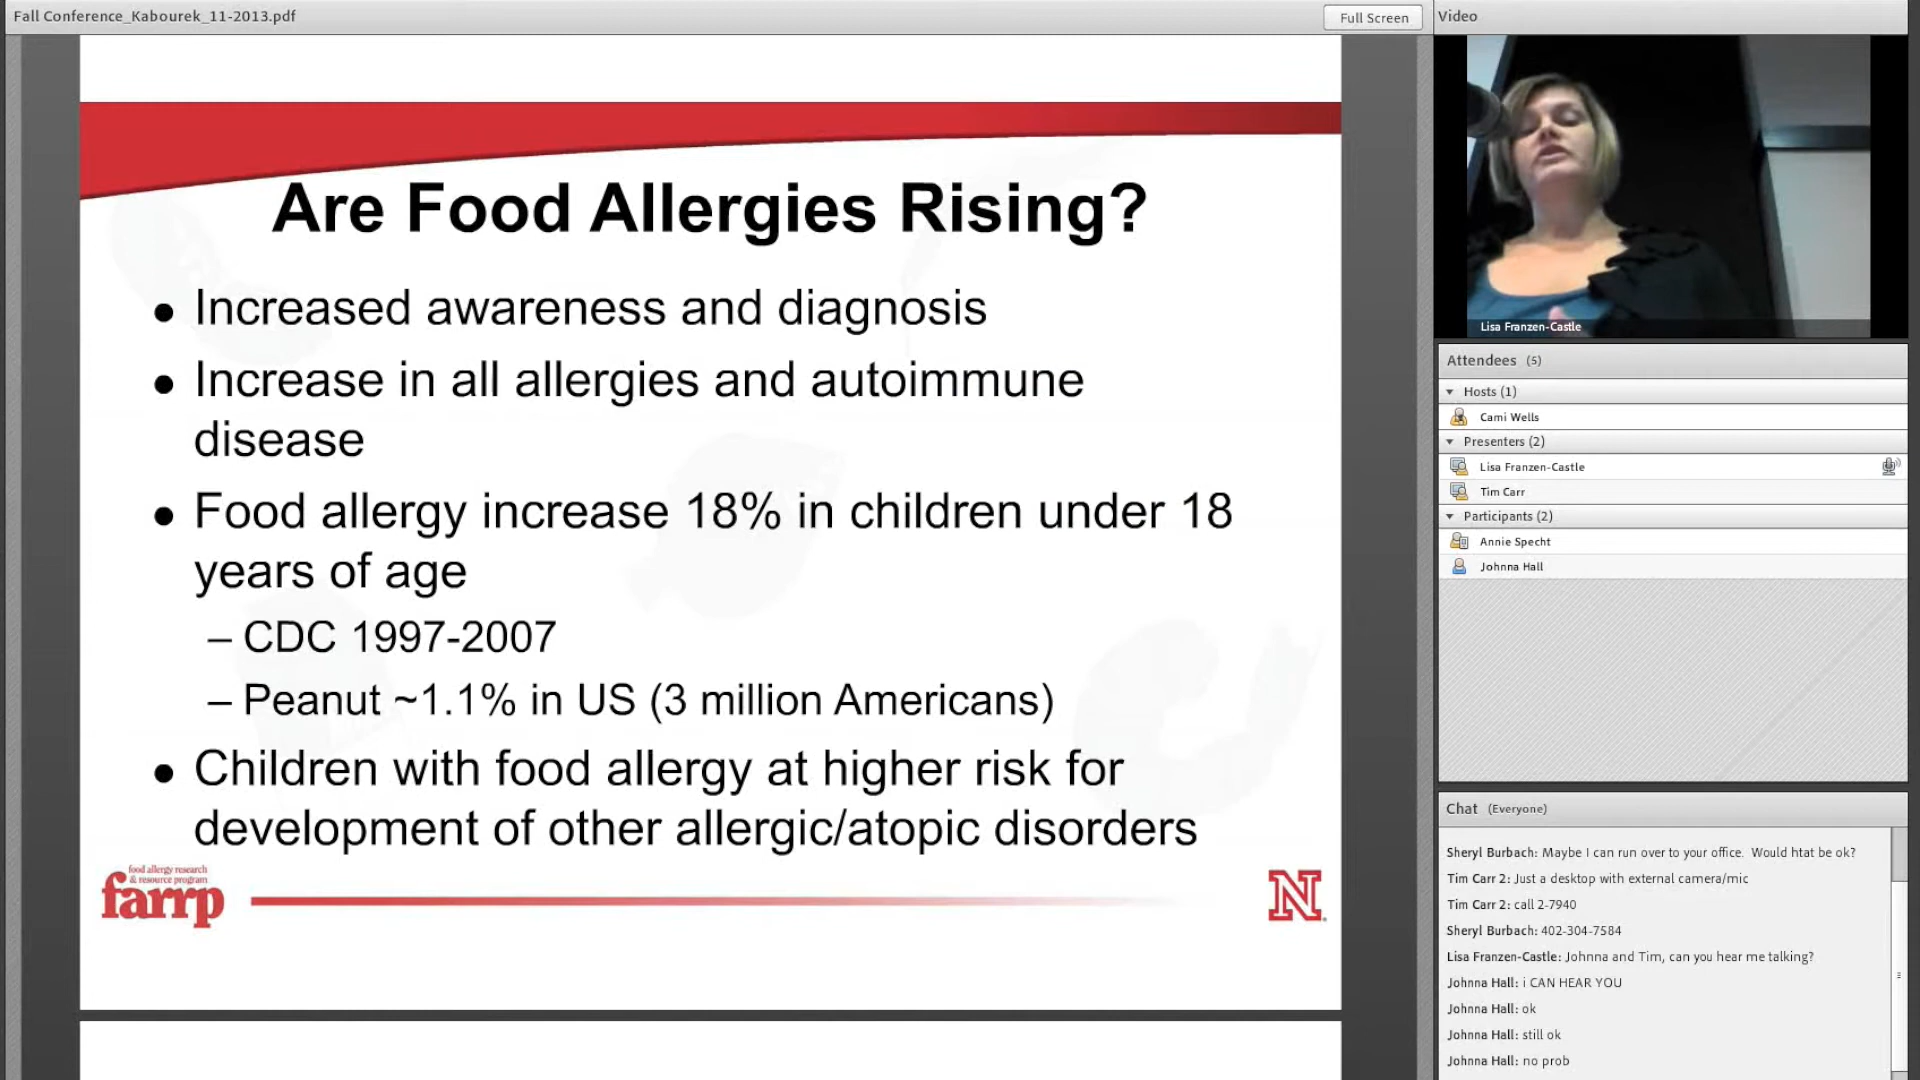 Fall Conference_Kabourek_11-2013.pdf
Full Screen
Are Food Allergies Rising?
● Increased awareness and diagnosis
● Increase in all allergies and autoimmune
disease
● Food allergy increase 18% in children under 18
years of age
– CDC 1997-2007
– Peanut ~1.1% in US (3 million Americans)
● Children with food allergy at higher risk for
development of other allergic/atopic disorders
food allergy research
& resource program
farrp
N
Video
Lisa Franzen-Castle
Attendees (5)
Hosts (1)
Cami Wells
Presenters (2)
Lisa Franzen-Castle
Tim Carr
Participants (2)
Annie Specht
Johnna Hall
Chat (Everyone)
Sheryl Burbach: Maybe I can run over to your office. Would htat be ok?
Tim Carr 2: Just a desktop with external camera/mic
Tim Carr 2: call 2-7940
Sheryl Burbach: 402-304-7584
Lisa Franzen-Castle: Johnna and Tim, can you hear me talking?
Johnna Hall: i CAN HEAR YOU
Johnna Hall: ok
Johnna Hall: still ok
Johnna Hall: no prob